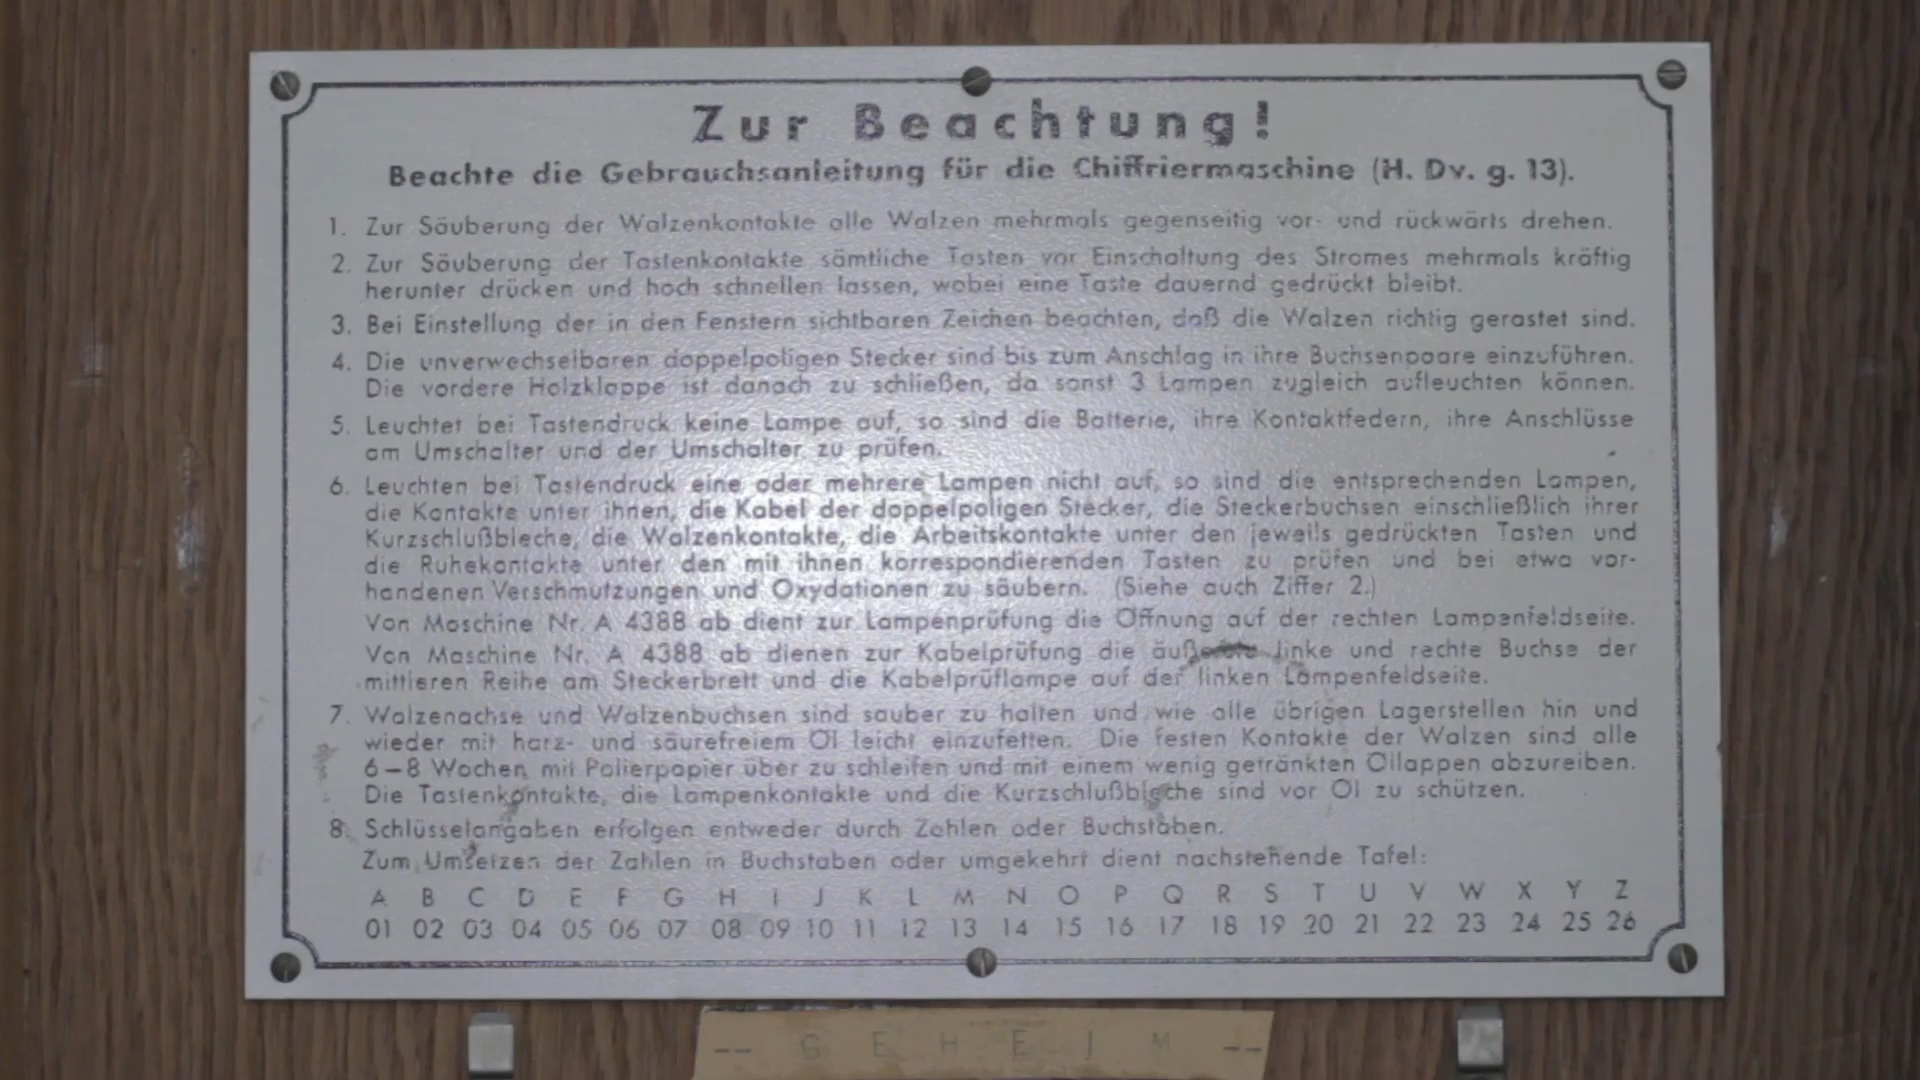 Zur Beachtung!
Beachte die Gebrauchsanleitung für die Chiffriermaschine (H. Dv. g. 13).
1. Zur Säuberung der Walzenkontakte alle Walzen mehrmals gegenseitig vor- und rückwärts drehen.
2. Zur Säuberung der Tastenkontakte sämtliche Tasten vor Einschaltung des Stromes mehrmals kräftig
herunter drücken und hoch schnellen lassen, wobei eine Taste dauernd gedrückt bleibt.
3. Bei Einstellung der in den Fenstern sichtbaren Zeichen beachten, daß die Walzen richtig gerastet sind.
4. Die unverwechselbaren doppelpoligen Stecker sind bis zum Anschlag in ihre Buchsenpaare einzuführen.
Die vordere Holzklappe ist danach zu schließen, da sonst 3 Lampen zugleich aufleuchten können.
5. Leuchtet bei Tastendruck keine Lampe auf, so sind die Batterie, ihre Kontaktfedern, ihre Anschlüsse
am Umschalter und der Umschalter zu prüfen.
6. Leuchten bei Tastendruck eine oder mehrere Lampen nicht auf, so sind die entsprechenden Lampen,
die Kontakte unter ihnen, die Kabel der doppelpoligen Stecker, die Steckerbuchsen einschließlich ihrer
Kurzschlußbleche, die Walzenkontakte, die Arbeitskontakte unter den jeweils gedrückten Tasten und
die Ruhekontakte unter den mit ihnen korrespondierenden Tasten zu prüfen und bei etwa vor-
handenen Verschmutzungen und Oxydationen zu säubern. (Siehe auch Ziffer 2.)
Von Maschine Nr. A 4388 ab dient zur Lampenprüfung die Öffnung auf der rechten Lampenfeldseite.
Von Maschine Nr. A 4388 ab dienen zur Kabelprüfung die äußerste linke und rechte Buchse der
mittleren Reihe am Steckerbrett und die Kabelprüflampe auf der linken Lampenfeldseite.
7. Walzenachse und Walzenbuchsen sind sauber zu halten und wie alle übrigen Lagerstellen hin und
wieder mit harz- und säurefreiem Öl leicht einzufetten. Die festen Kontakte der Walzen sind alle
6–8 Wochen mit Polierpapier über zu schleifen und mit einem wenig getränkten Öllappen abzureiben.
Die Tastenkontakte, die Lampenkontakte und die Kurzschlußbleche sind vor Öl zu schützen.
8. Schlüsselangaben erfolgen entweder durch Zahlen oder Buchstaben.
Zum Umsetzen der Zahlen in Buchstaben oder umgekehrt dient nachstehende Tafel:
A B C D E F G H I J K L M N O P Q R S T U V W X Y Z
01 02 03 04 05 06 07 08 09 10 11 12 13 14 15 16 17 18 19 20 21 22 23 24 25 26
-- G E H E I M --